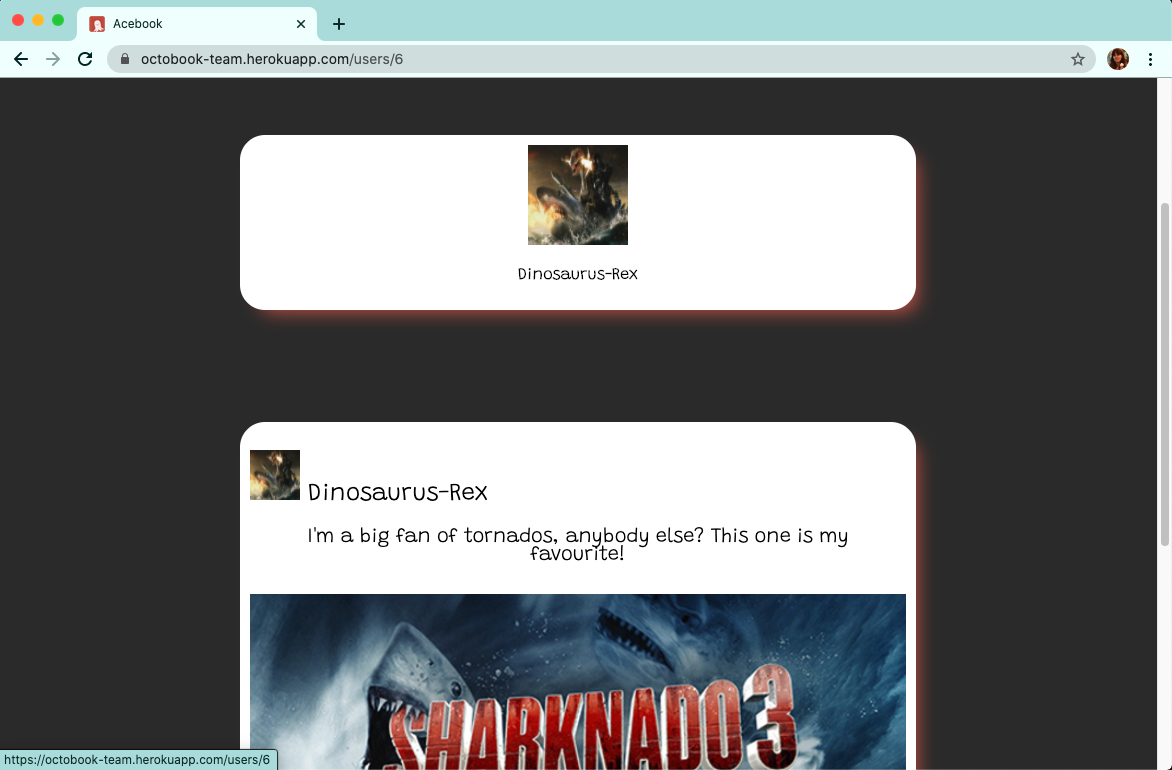 Acebook
octobook-team.herokuapp.com/users/6
Dinosaurus-Rex
Dinosaurus-Rex
I'm a big fan of tornados, anybody else? This one is my
favourite!
SHARKNADO 3
https://octobook-team.herokuapp.com/users/6